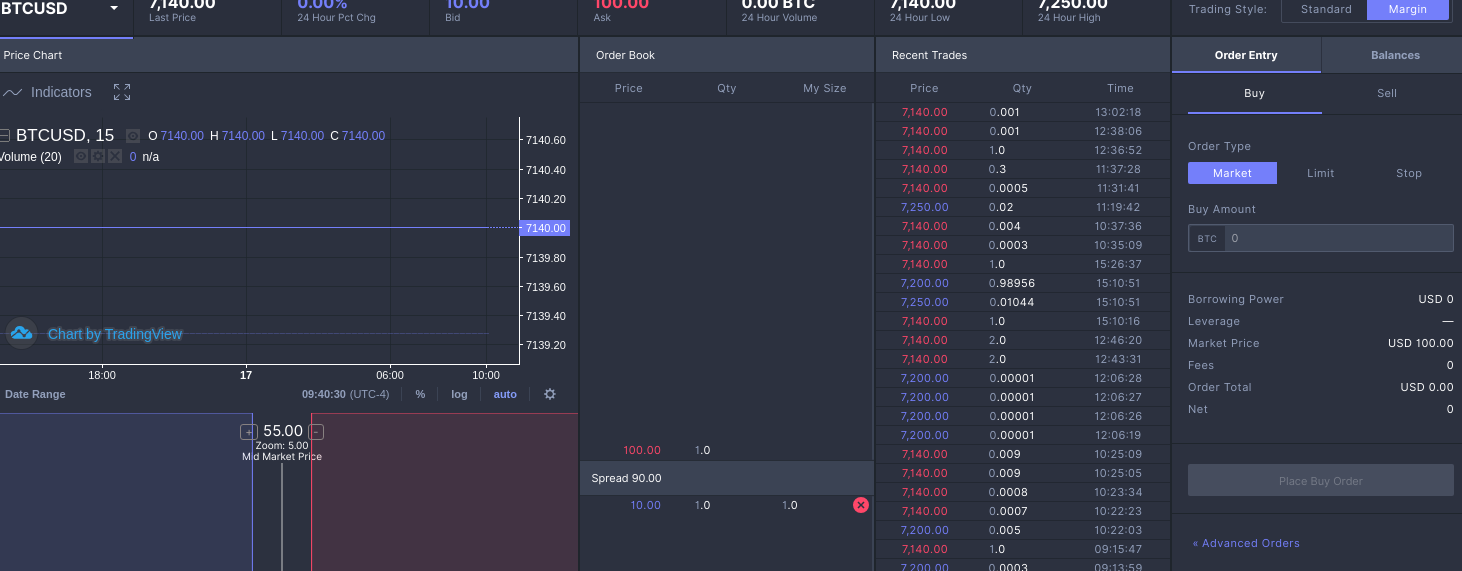 BTCUSD
7,140.00 0.00% 10.00 100.00 0.00 BTC 7,140.00 7,250.00
Last Price 24 Hour Pct Chg Bid Ask 24 Hour Volume 24 Hour Low 24 Hour High
Trading Style: Standard Margin
Price Chart
Indicators
BTCUSD, 15 O 7140.00 H 7140.00 L 7140.00 C 7140.00
Volume (20) 0 n/a
7140.60
7140.40
7140.20
7140.00
7139.80
7139.60
7139.40
7139.20
Chart by TradingView
18:00 17 06:00 10:00
Date Range 09:40:30 (UTC-4) % log auto
+ 55.00 -
Zoom: 5.00
Mid Market Price
Order Book
Price Qty My Size
100.00 1.0
Spread 90.00
10.00 1.0 1.0
Recent Trades
Price Qty Time
7,140.00 0.001 13:02:18
7,140.00 0.001 12:38:06
7,140.00 1.0 12:36:52
7,140.00 0.3 11:37:28
7,140.00 0.0005 11:31:41
7,250.00 0.02 11:19:42
7,140.00 0.004 10:37:36
7,140.00 0.0003 10:35:09
7,140.00 1.0 15:26:37
7,200.00 0.98956 15:10:51
7,250.00 0.01044 15:10:51
7,140.00 1.0 15:10:16
7,140.00 2.0 12:46:20
7,140.00 2.0 12:43:31
7,200.00 0.00001 12:06:28
7,200.00 0.00001 12:06:27
7,200.00 0.00001 12:06:26
7,200.00 0.00001 12:06:19
7,140.00 0.009 10:25:09
7,140.00 0.009 10:25:05
7,140.00 0.0008 10:23:34
7,140.00 0.0007 10:22:23
7,200.00 0.005 10:22:03
7,140.00 1.0 09:15:47
7,200.00 0.0003 09:13:59
Order Entry Balances
Buy Sell
Order Type
Market Limit Stop
Buy Amount
BTC 0
Borrowing Power USD 0
Leverage —
Market Price USD 100.00
Fees 0
Order Total USD 0.00
Net 0
Place Buy Order
« Advanced Orders